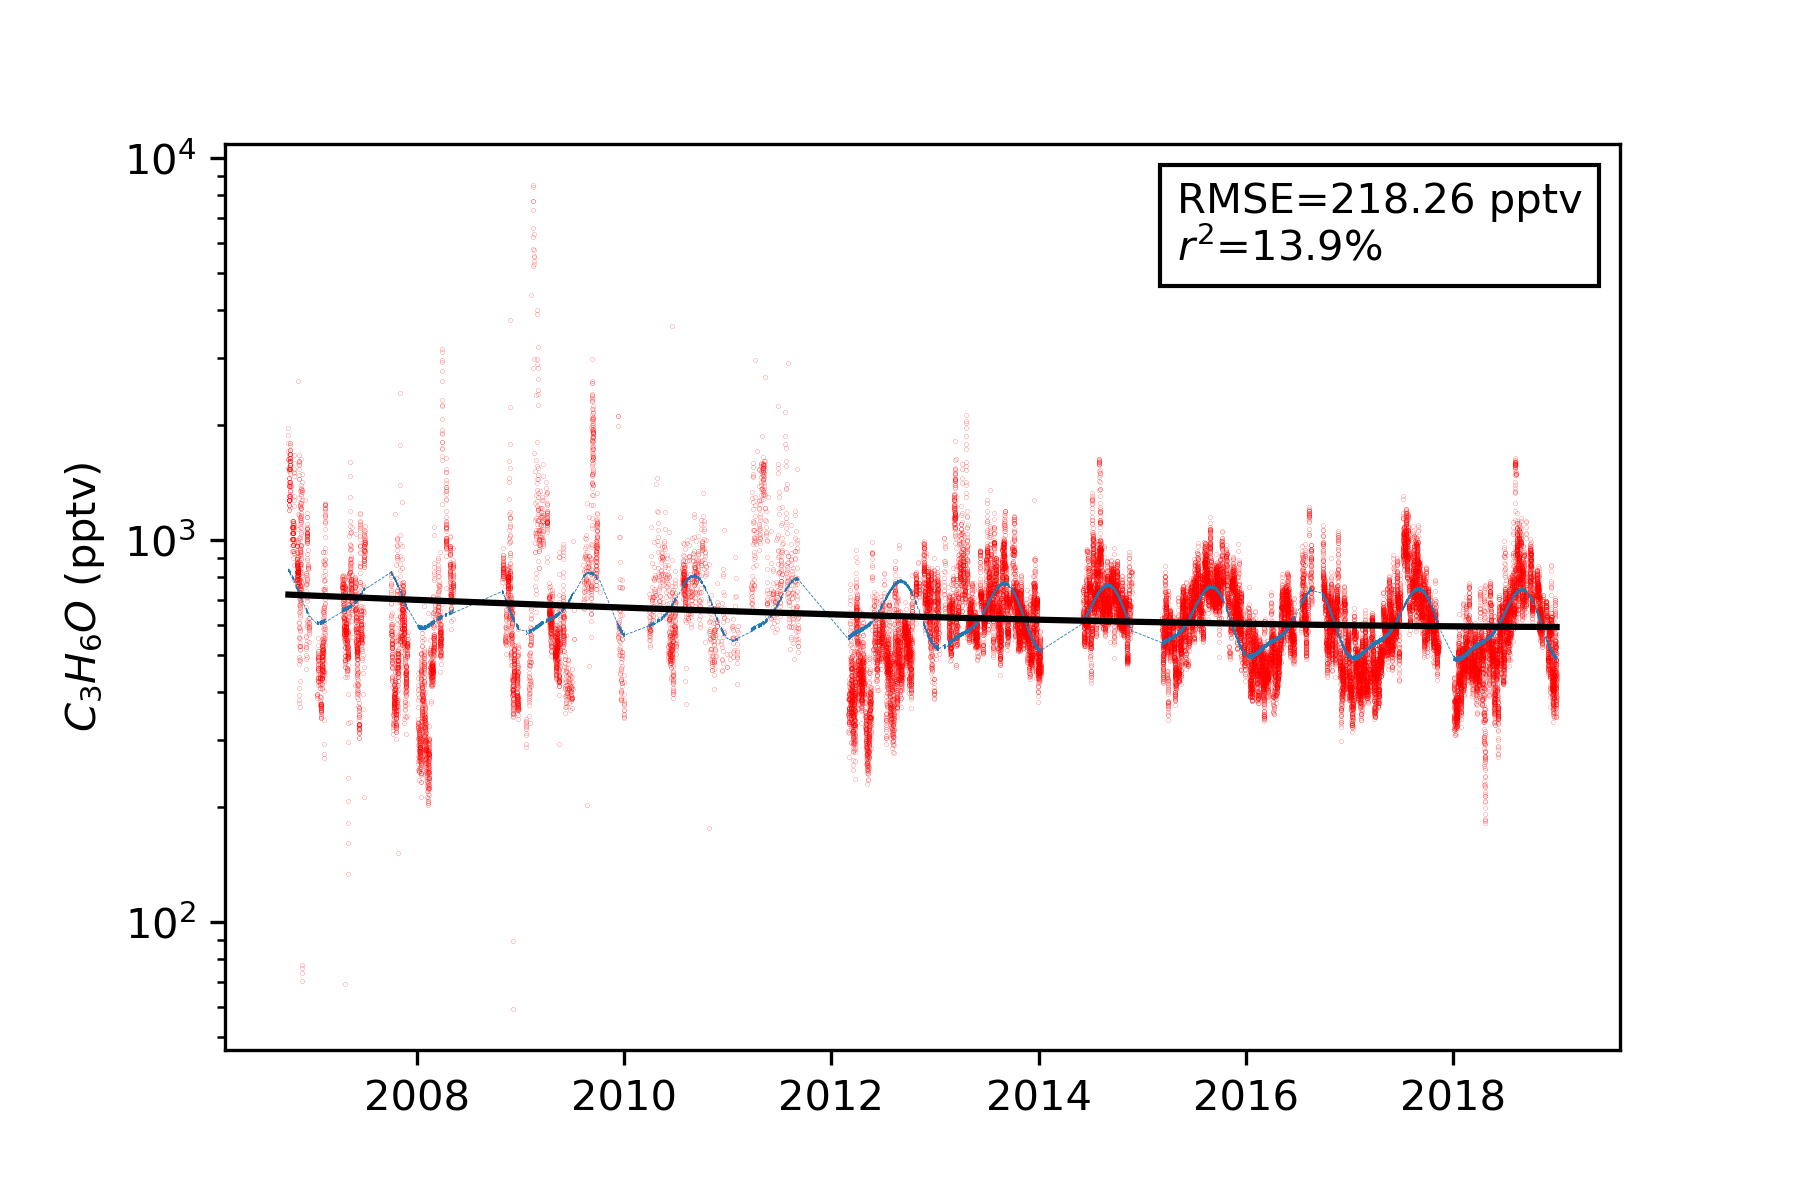 RMSE=218.26 pptv
r²=13.9%
C₃H₆O (pptv)
10⁴
10³
10²
2008 2010 2012 2014 2016 2018